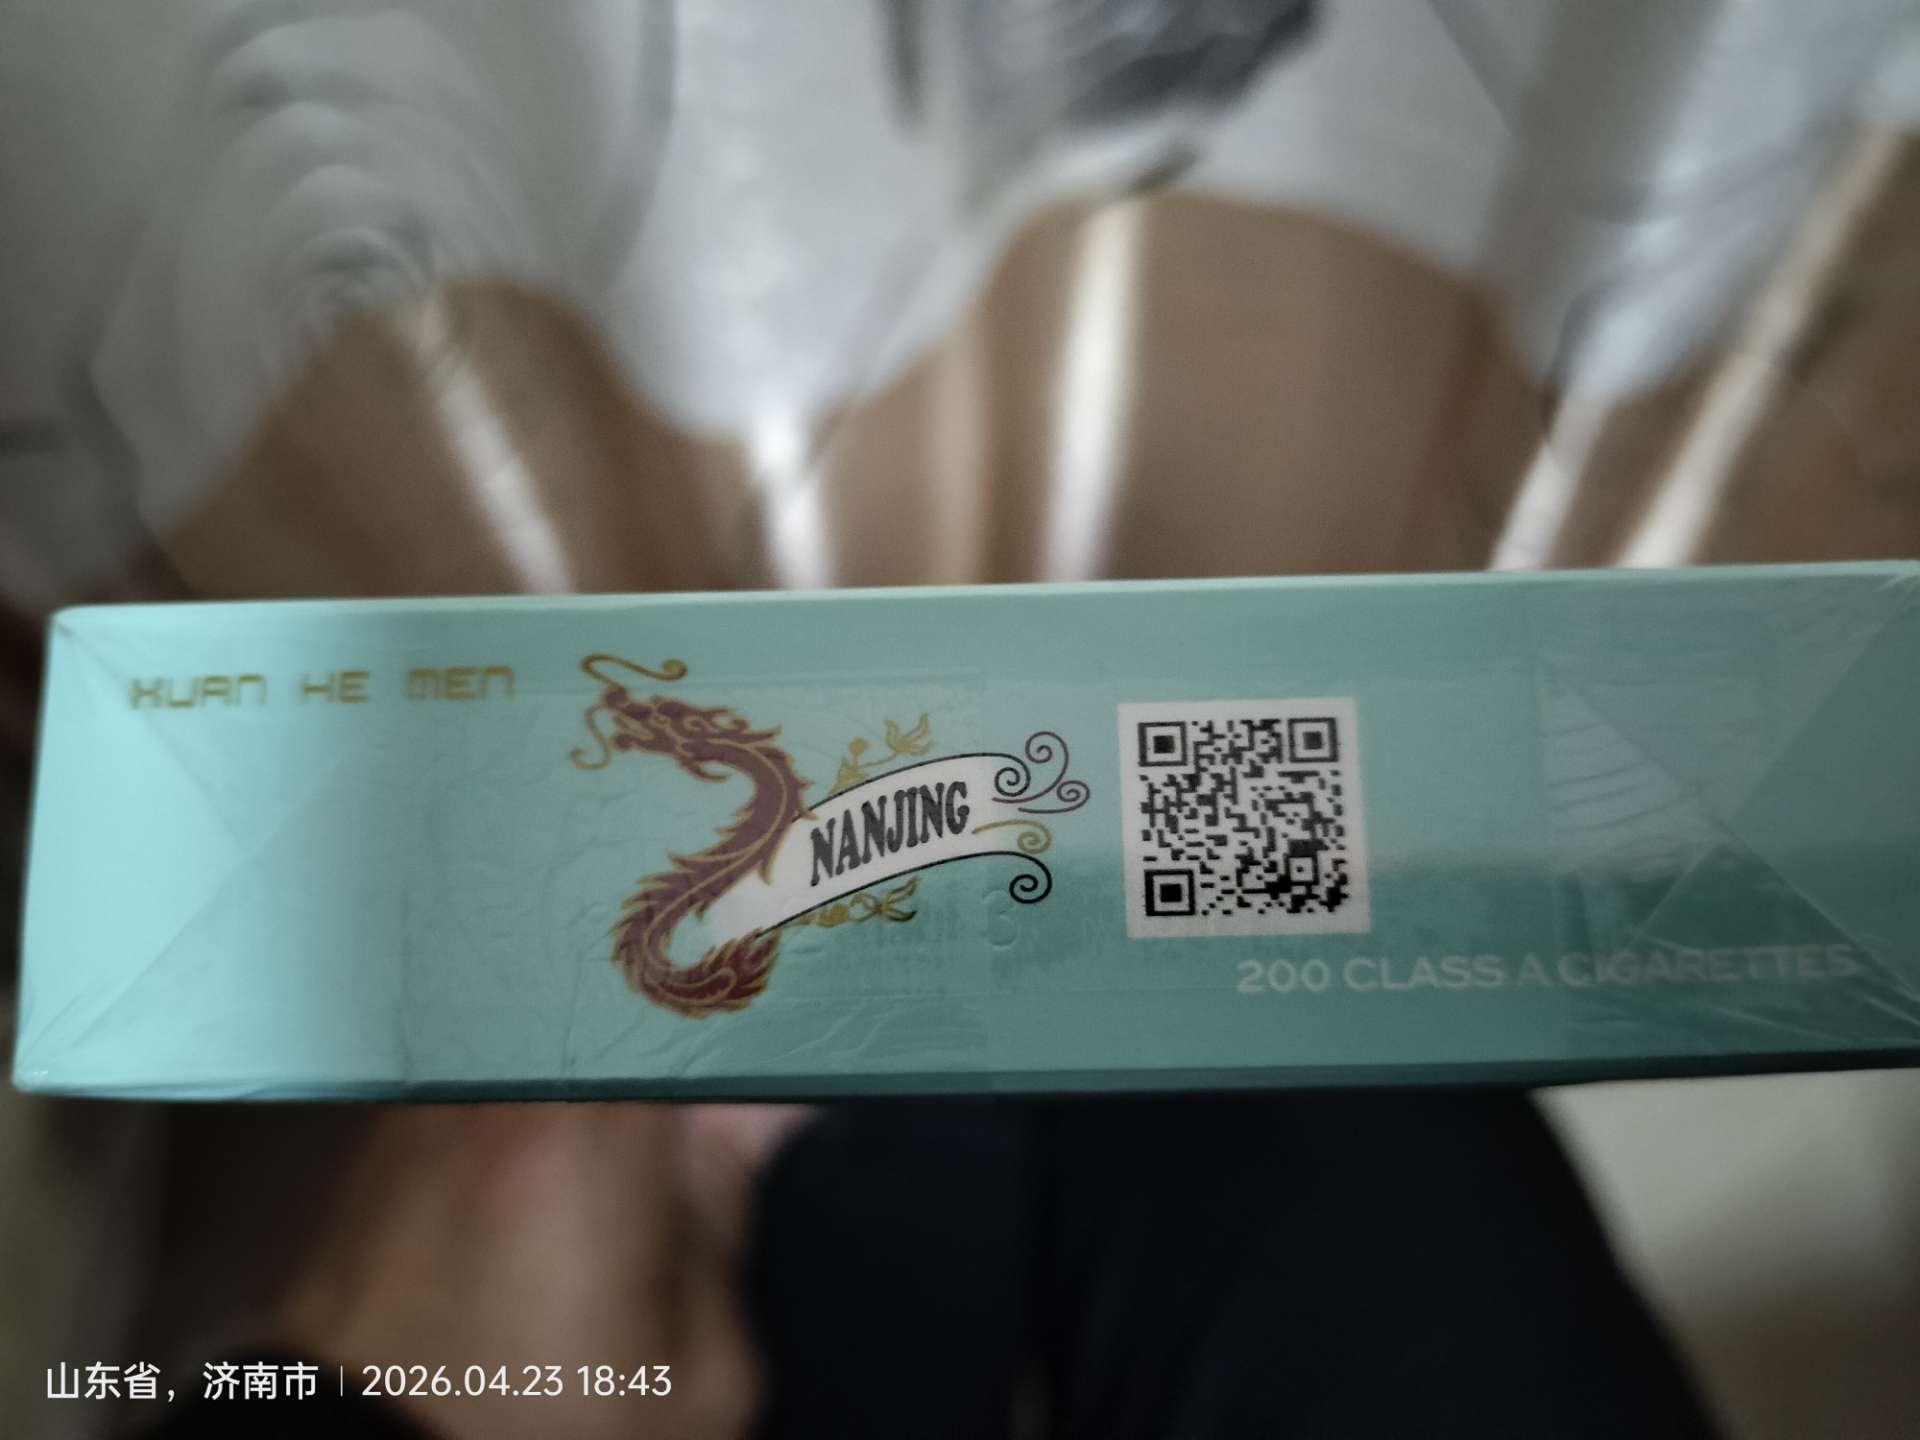 XUAN HE MEN
NANJING
200 CLASS A CIGARETTES
山东省，济南市 | 2026.04.23 18:43